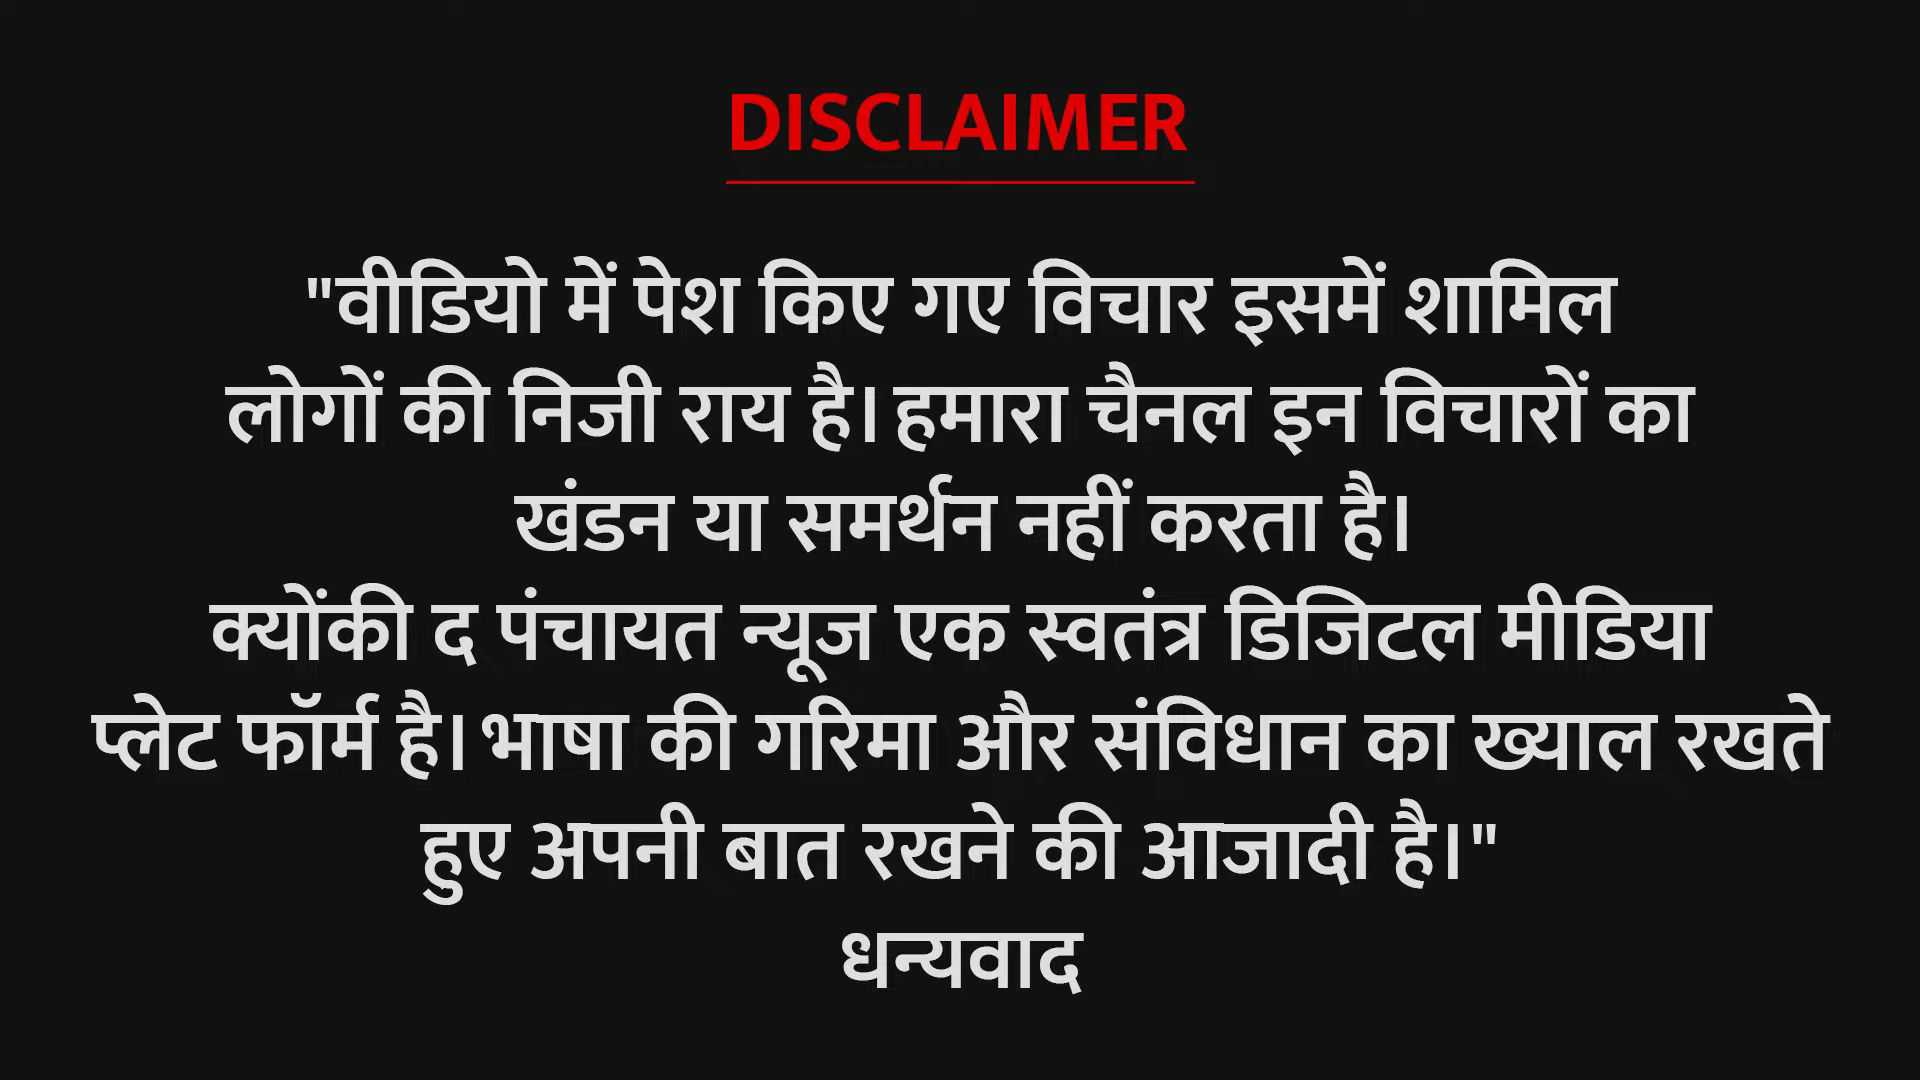 DISCLAIMER
"वीडियो में पेश किए गए विचार इसमें शामिल
लोगों की निजी राय है। हमारा चैनल इन विचारों का
खंडन या समर्थन नहीं करता है।
क्योंकी द पंचायत न्यूज एक स्वतंत्र डिजिटल मीडिया
प्लेट फॉर्म है। भाषा की गरिमा और संविधान का ख्याल रखते
हुए अपनी बात रखने की आजादी है।"
धन्यवाद